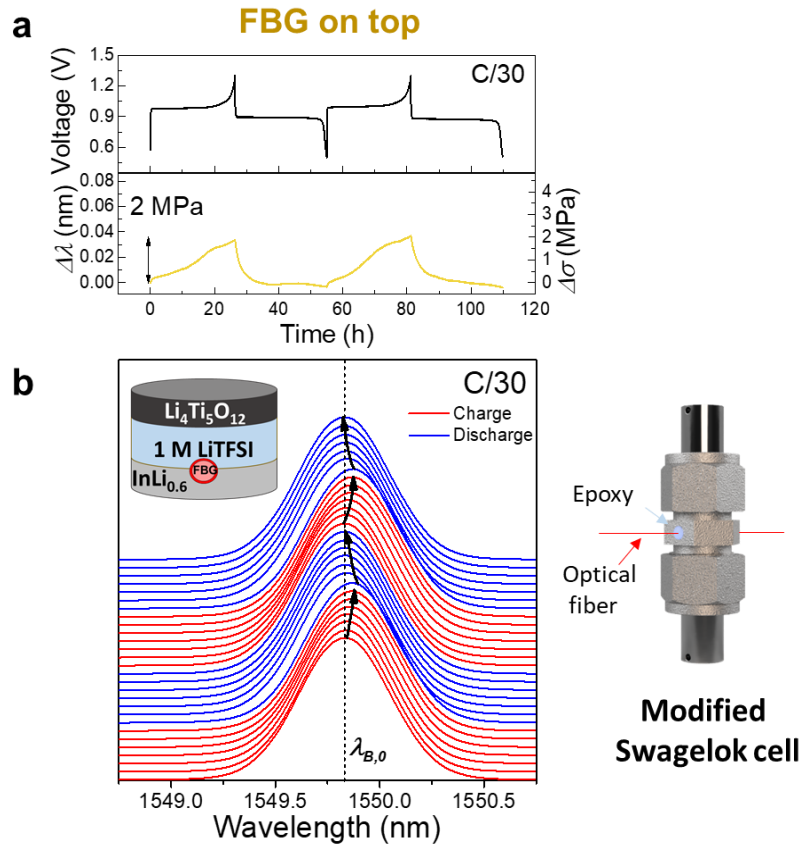 FBG on top
a
C/30
Voltage (V)
1.5
1.2
0.9
0.6
2 MPa
Δλ (nm)
0.08
0.06
0.04
0.02
0.00
4
3
2
1
0
Δσ (MPa)
0 20 40 60 80 100 120
Time (h)
b
C/30
Charge
Discharge
Li₄Ti₅O₁₂
1 M LiTFSI
FBG
InLi₀.₆
λB,0
1549.0 1549.5 1550.0 1550.5
Wavelength (nm)
Epoxy
Optical
fiber
Modified
Swagelok cell